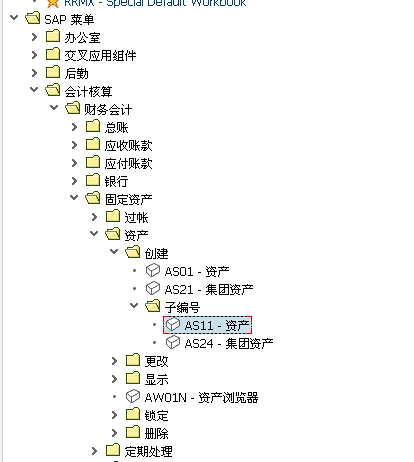 RRMX - Special Default Workbook
SAP 菜单
办公室
交叉应用组件
后勤
会计核算
财务会计
总账
应收账款
应付账款
银行
固定资产
过帐
资产
创建
AS01 - 资产
AS21 - 集团资产
子编号
AS11 - 资产
AS24 - 集团资产
更改
显示
AW01N - 资产浏览器
锁定
删除
定期处理